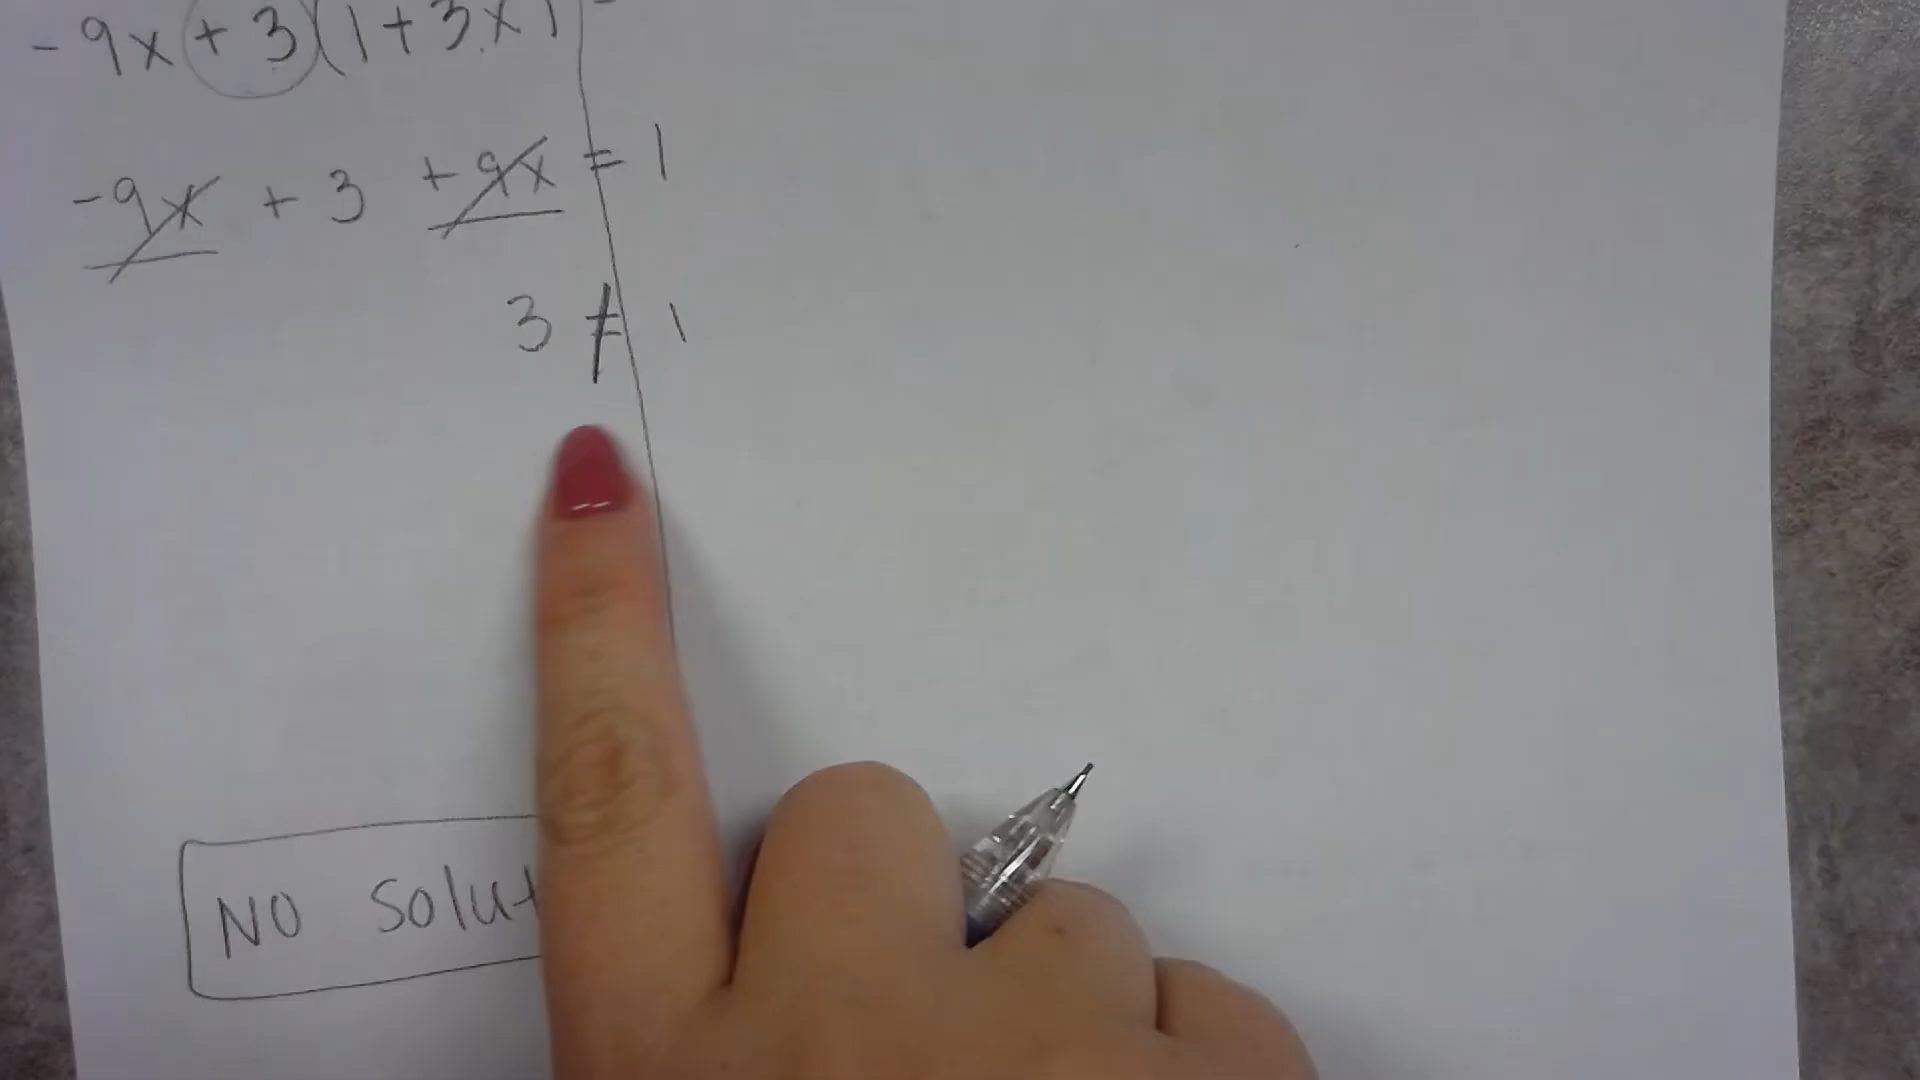 -9x + 3(1 + 3x)
-9x + 3 + 9x = 1
3 ≠ 1
NO Solut